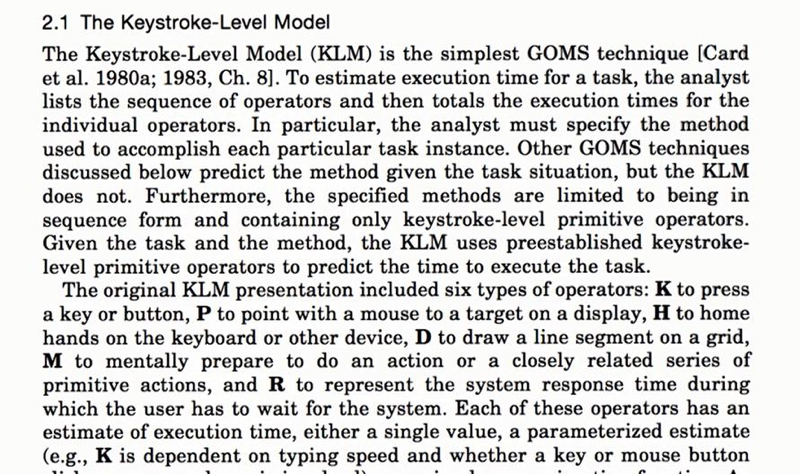 2.1 The Keystroke-Level Model
The Keystroke-Level Model (KLM) is the simplest GOMS technique [Card
et al. 1980a; 1983, Ch. 8]. To estimate execution time for a task, the analyst
lists the sequence of operators and then totals the execution times for the
individual operators. In particular, the analyst must specify the method
used to accomplish each particular task instance. Other GOMS techniques
discussed below predict the method given the task situation, but the KLM
does not. Furthermore, the specified methods are limited to being in
sequence form and containing only keystroke-level primitive operators.
Given the task and the method, the KLM uses preestablished keystroke-
level primitive operators to predict the time to execute the task.
The original KLM presentation included six types of operators: K to press
a key or button, P to point with a mouse to a target on a display, H to home
hands on the keyboard or other device, D to draw a line segment on a grid,
M to mentally prepare to do an action or a closely related series of
primitive actions, and R to represent the system response time during
which the user has to wait for the system. Each of these operators has an
estimate of execution time, either a single value, a parameterized estimate
(e.g., K is dependent on typing speed and whether a key or mouse button